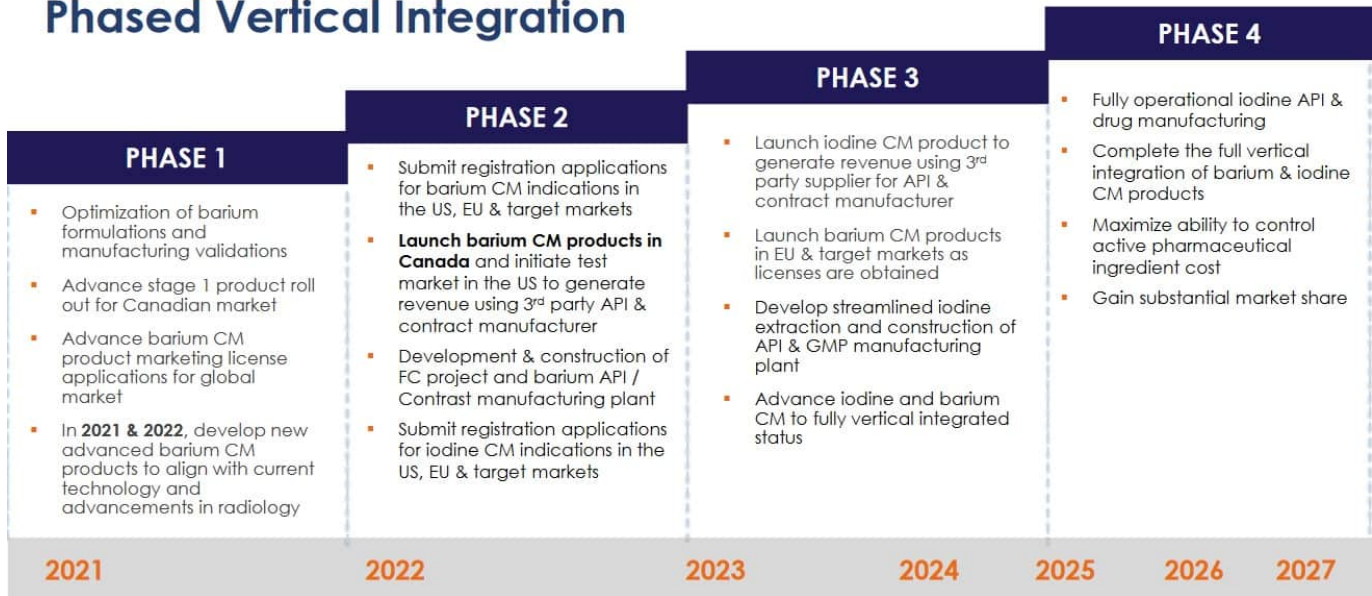 Phased Vertical Integration
PHASE 1
▪ Optimization of barium
formulations and
manufacturing validations
▪ Advance stage 1 product roll
out for Canadian market
▪ Advance barium CM
product marketing license
applications for global
market
▪ In 2021 & 2022, develop new
advanced barium CM
products to align with current
technology and
advancements in radiology
PHASE 2
▪ Submit registration applications
for barium CM indications in
the US, EU & target markets
▪ Launch barium CM products in
Canada and initiate test
market in the US to generate
revenue using 3rd party API &
contract manufacturer
▪ Development & construction of
FC project and barium API /
Contrast manufacturing plant
▪ Submit registration applications
for iodine CM indications in the
US, EU & target markets
PHASE 3
▪ Launch iodine CM product to
generate revenue using 3rd
party supplier for API &
contract manufacturer
▪ Launch barium CM products
in EU & target markets as
licenses are obtained
▪ Develop streamlined iodine
extraction and construction of
API & GMP manufacturing
plant
▪ Advance iodine and barium
CM to fully vertical integrated
status
PHASE 4
▪ Fully operational iodine API &
drug manufacturing
▪ Complete the full vertical
integration of barium & iodine
CM products
▪ Maximize ability to control
active pharmaceutical
ingredient cost
▪ Gain substantial market share
2021 2022 2023 2024 2025 2026 2027